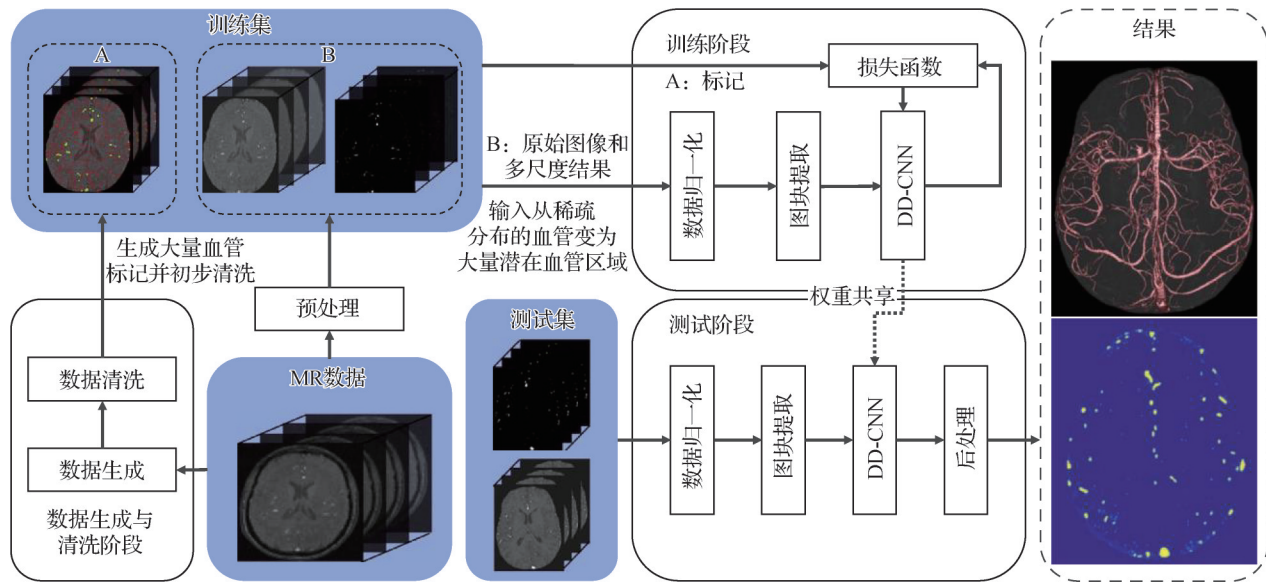 训练集
A
B
生成大量血管
标记并初步清洗
预处理
数据清洗
数据生成
数据生成与
清洗阶段
MR数据
训练阶段
A：标记
损失函数
B：原始图像和
多尺度结果
数据归一化
图块提取
DD-CNN
输入从稀疏
分布的血管变为
大量潜在血管区域
权重共享
测试集
测试阶段
数据归一化
图块提取
DD-CNN
后处理
结果